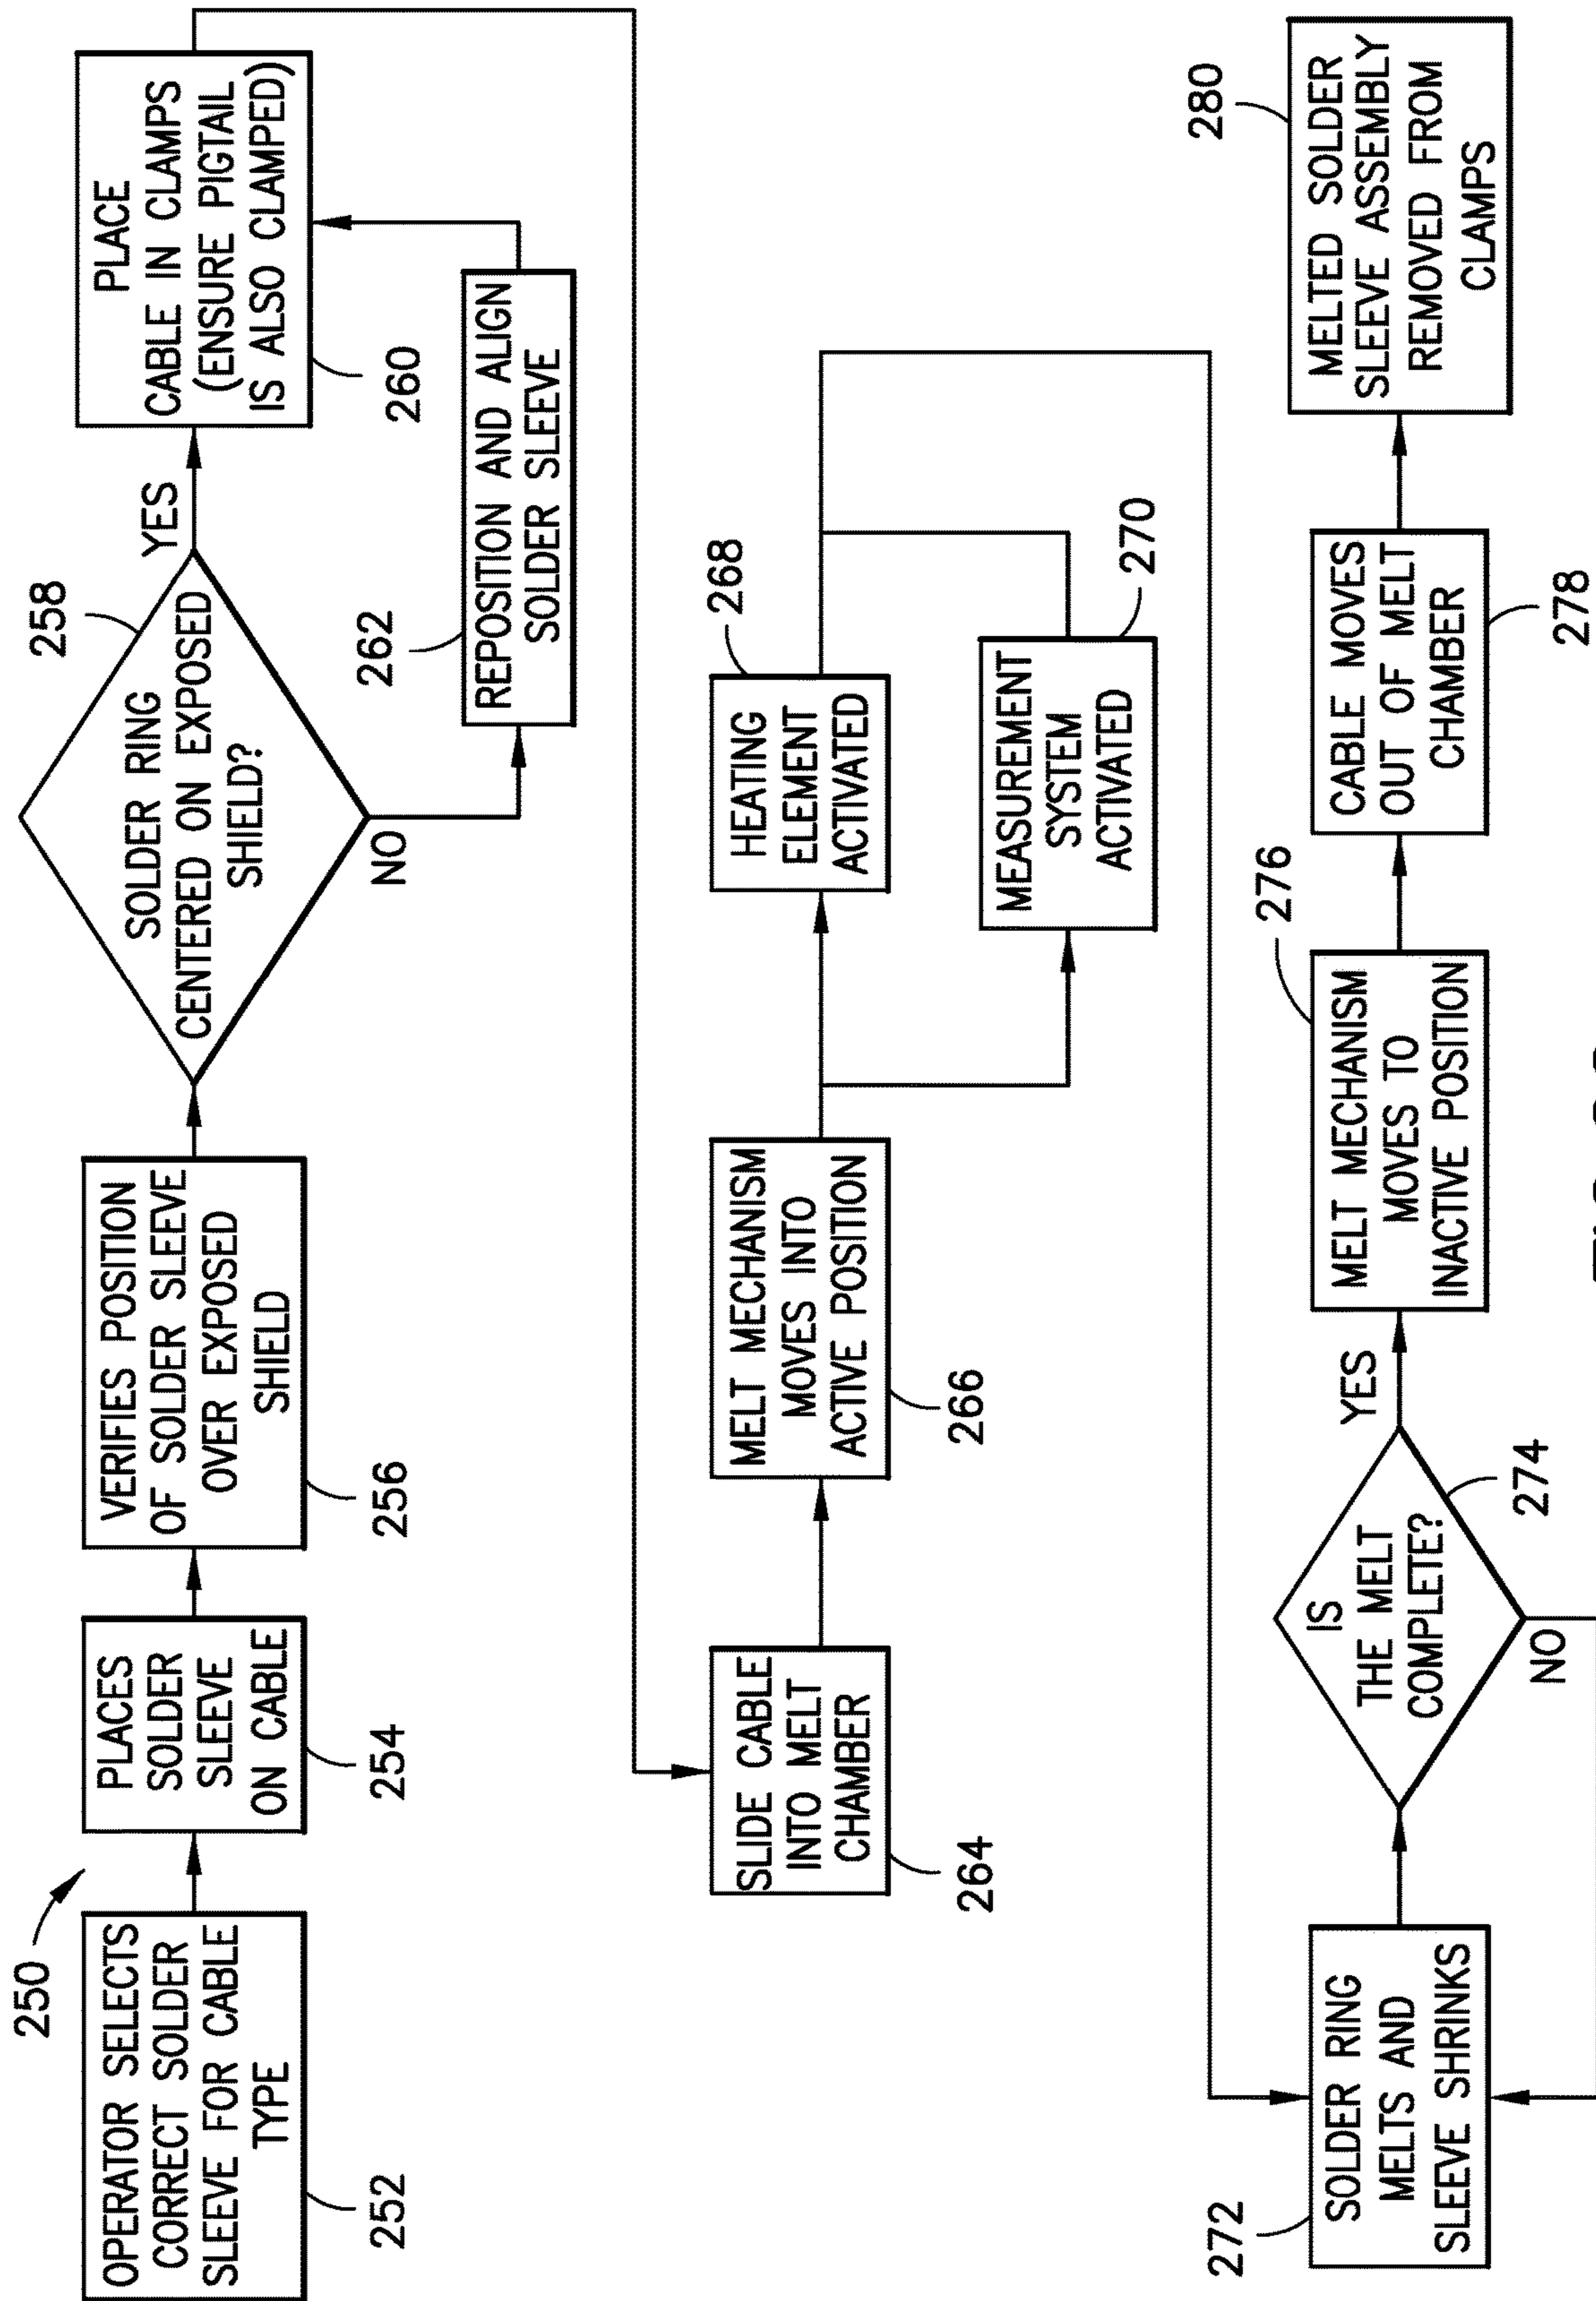 250
OPERATOR SELECTS
CORRECT SOLDER
SLEEVE FOR CABLE
TYPE
252
PLACES
SOLDER
SLEEVE
ON CABLE
254
VERIFIES POSITION
OF SOLDER SLEEVE
OVER EXPOSED
SHIELD
256
SOLDER RING
CENTERED ON EXPOSED
SHIELD?
258
YES
NO
PLACE
CABLE IN CLAMPS
(ENSURE PIGTAIL
IS ALSO CLAMPED)
260
262
REPOSITION AND ALIGN
SOLDER SLEEVE
SLIDE CABLE
INTO MELT
CHAMBER
264
MELT MECHANISM
MOVES INTO
ACTIVE POSITION
266
HEATING
ELEMENT
ACTIVATED
268
MEASUREMENT
SYSTEM
ACTIVATED
270
272
SOLDER RING
MELTS AND
SLEEVE SHRINKS
IS
THE MELT
COMPLETE?
274
YES
NO
276
MELT MECHANISM
MOVES TO
INACTIVE POSITION
CABLE MOVES
OUT OF MELT
CHAMBER
278
280
MELTED SOLDER
SLEEVE ASSEMBLY
REMOVED FROM
CLAMPS